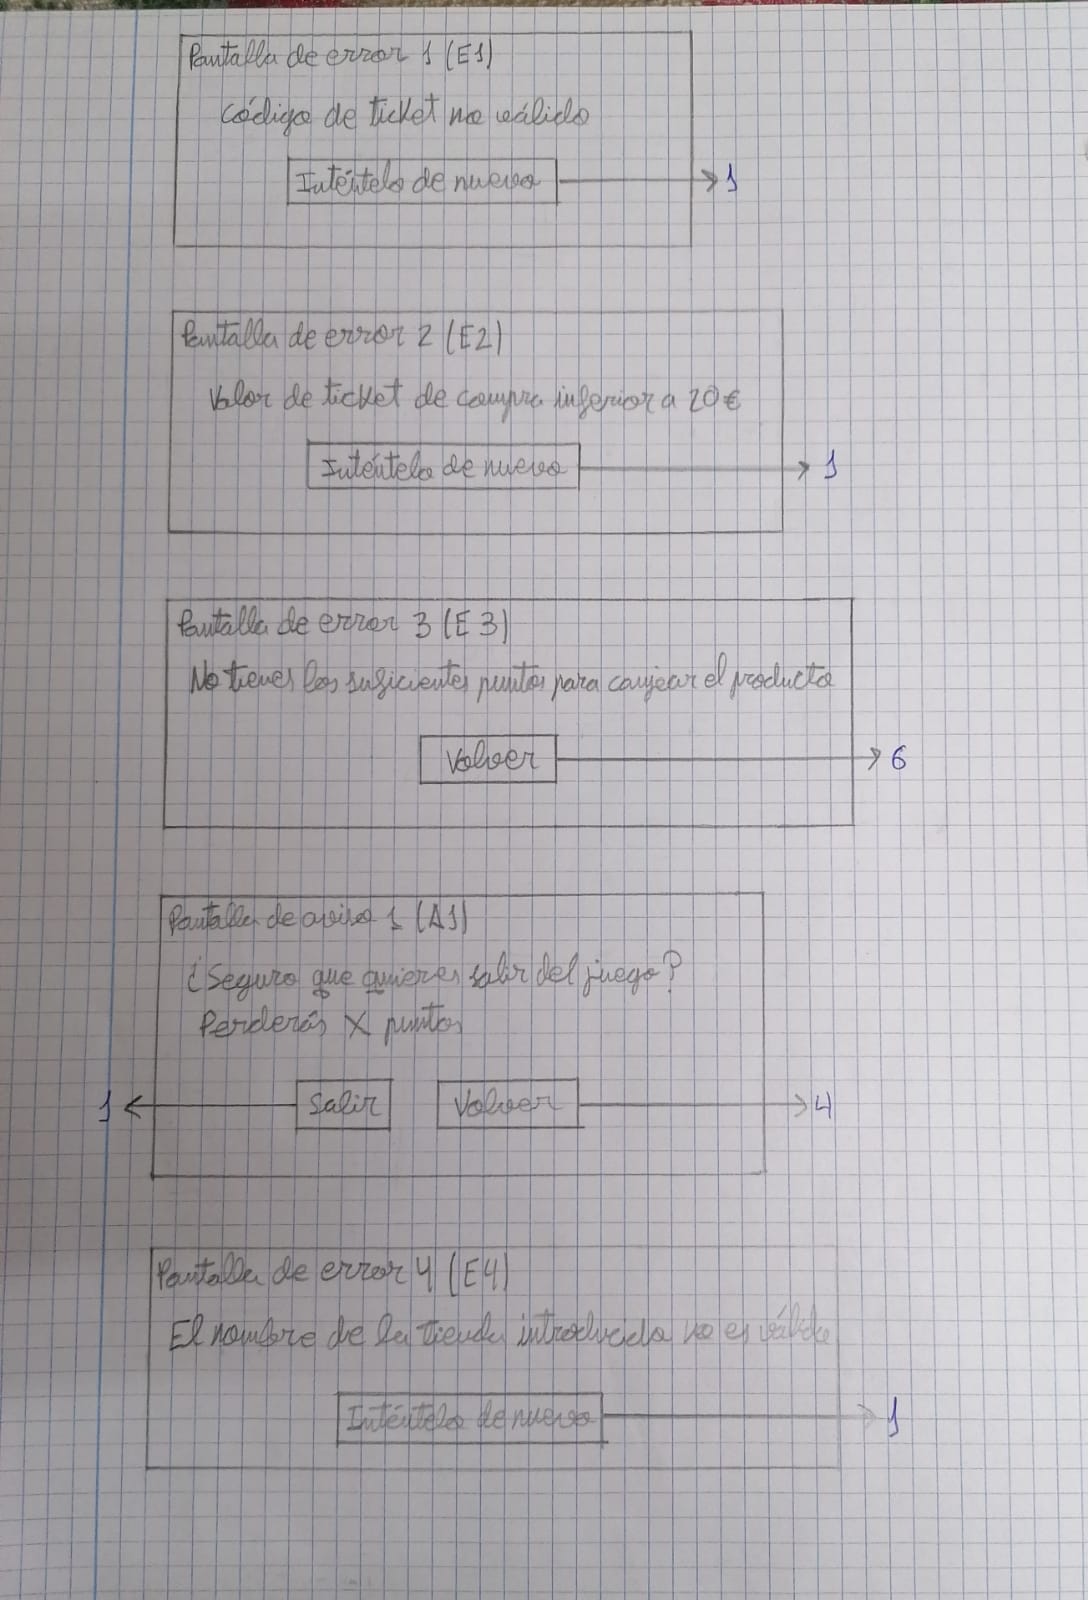 Pantalla de error 1 (E1)
Código de ticket no válido
Inténtelo de nuevo → 1
Pantalla de error 2 (E2)
Valor de ticket de compra inferior a 20€
Inténtelo de nuevo → 1
Pantalla de error 3 (E3)
No tienes los suficientes puntos para canjear el producto
Volver → 6
Pantalla de aviso 1 (A1)
¿Seguro que quieres salir del juego?
Perderás X puntos
1 ← Salir Volver → 4
Pantalla de error 4 (E4)
El nombre de la tienda introducida no es válido
Inténtelo de nuevo → 1